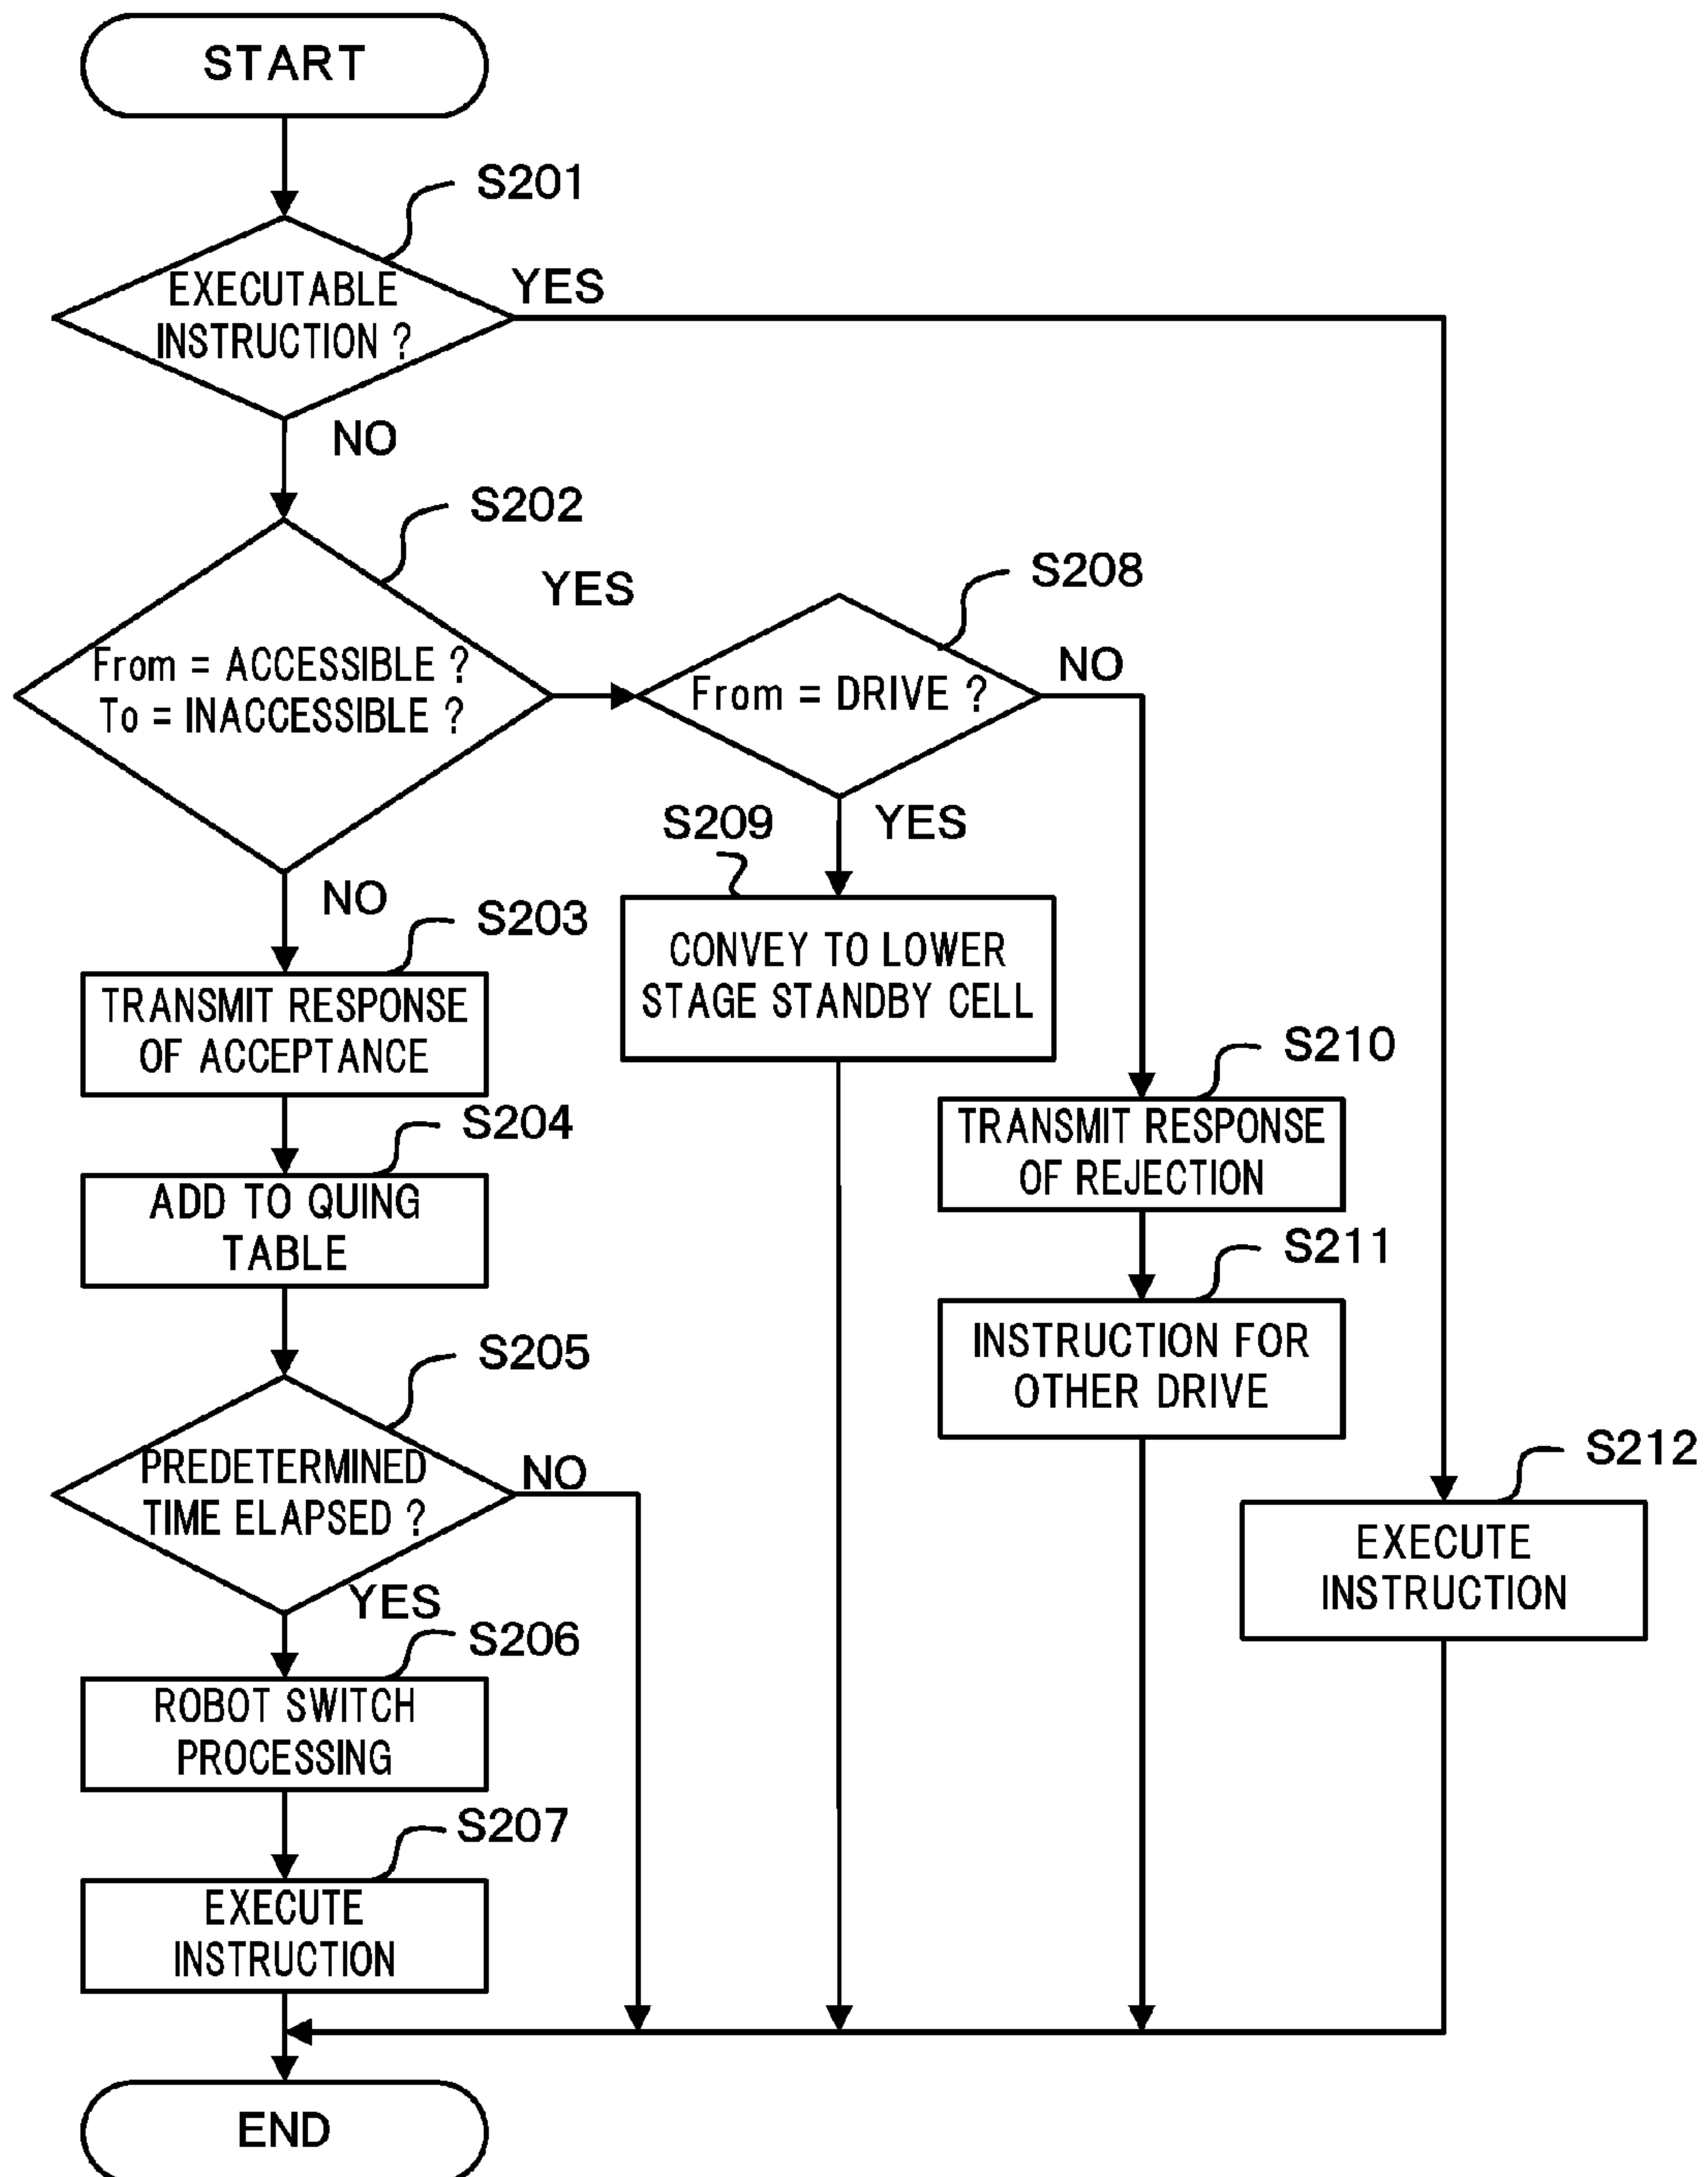 START
S201
EXECUTABLE
INSTRUCTION ?
YES
NO
S202
From = ACCESSIBLE ?
To = INACCESSIBLE ?
YES
S208
From = DRIVE ?
NO
YES
S209
CONVEY TO LOWER
STAGE STANDBY CELL
NO
S203
TRANSMIT RESPONSE
OF ACCEPTANCE
S210
TRANSMIT RESPONSE
OF REJECTION
S204
ADD TO QUING
TABLE
S211
INSTRUCTION FOR
OTHER DRIVE
S205
PREDETERMINED
TIME ELAPSED ?
NO
S212
EXECUTE
INSTRUCTION
YES
S206
ROBOT SWITCH
PROCESSING
S207
EXECUTE
INSTRUCTION
END